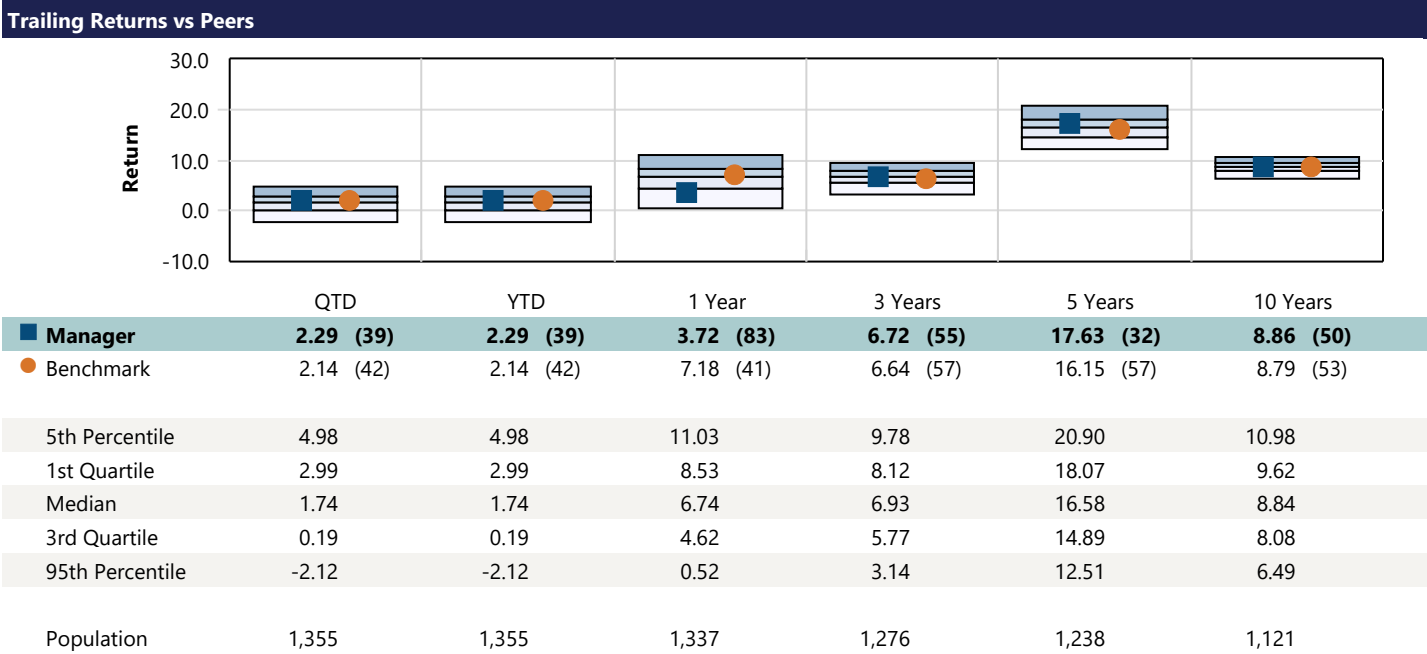 Trailing Returns vs Peers
30.0
20.0
10.0
0.0
-10.0
Return
QTD YTD 1 Year 3 Years 5 Years 10 Years
Manager 2.29 (39) 2.29 (39) 3.72 (83) 6.72 (55) 17.63 (32) 8.86 (50)
Benchmark 2.14 (42) 2.14 (42) 7.18 (41) 6.64 (57) 16.15 (57) 8.79 (53)
5th Percentile 4.98 4.98 11.03 9.78 20.90 10.98
1st Quartile 2.99 2.99 8.53 8.12 18.07 9.62
Median 1.74 1.74 6.74 6.93 16.58 8.84
3rd Quartile 0.19 0.19 4.62 5.77 14.89 8.08
95th Percentile -2.12 -2.12 0.52 3.14 12.51 6.49
Population 1,355 1,355 1,337 1,276 1,238 1,121